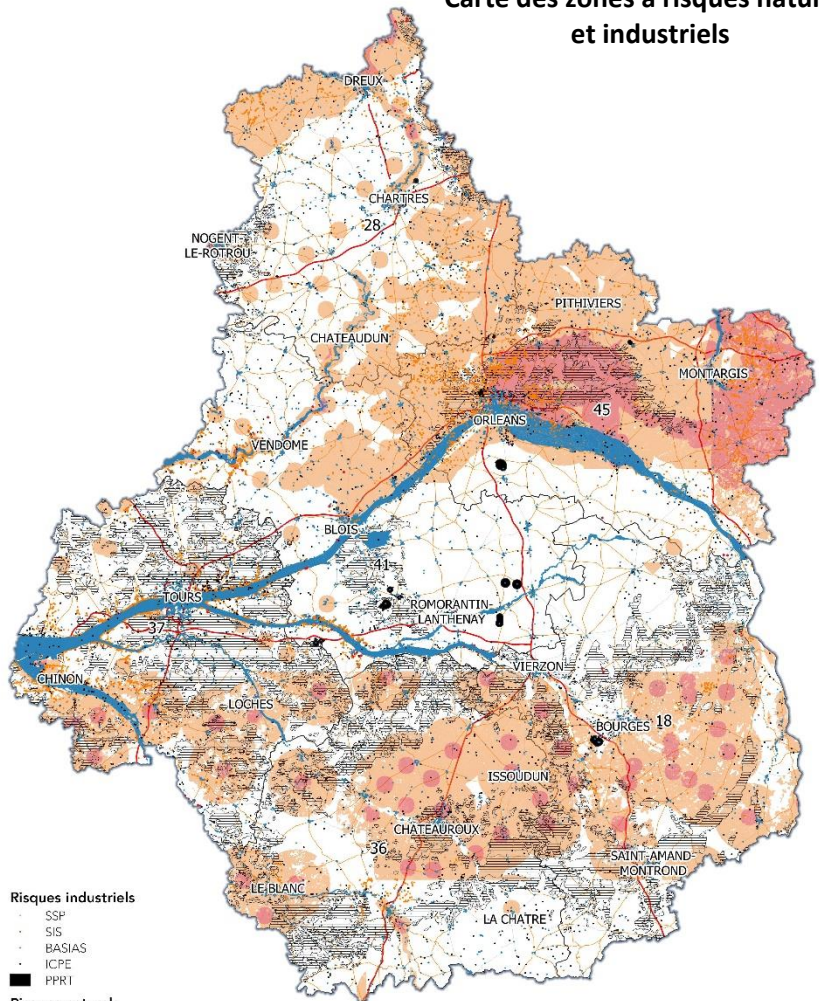 Carte des zones à risques natur
et industriels
DREUX
CHARTRES
28
NOGENT-
LE-ROTROU
PITHIVIERS
CHATEAUDUN
MONTARGIS
45
ORLEANS
VENDOME
BLOIS
41
TOURS
ROMORANTIN-
LANTHENAY
37
VIERZON
CHINON
LOCHES
BOURGES
18
ISSOUDUN
CHATEAUROUX
36
SAINT-AMAND-
MONTROND
LE BLANC
LA CHATRE
Risques industriels
SSP
SIS
BASIAS
ICPE
PPRT